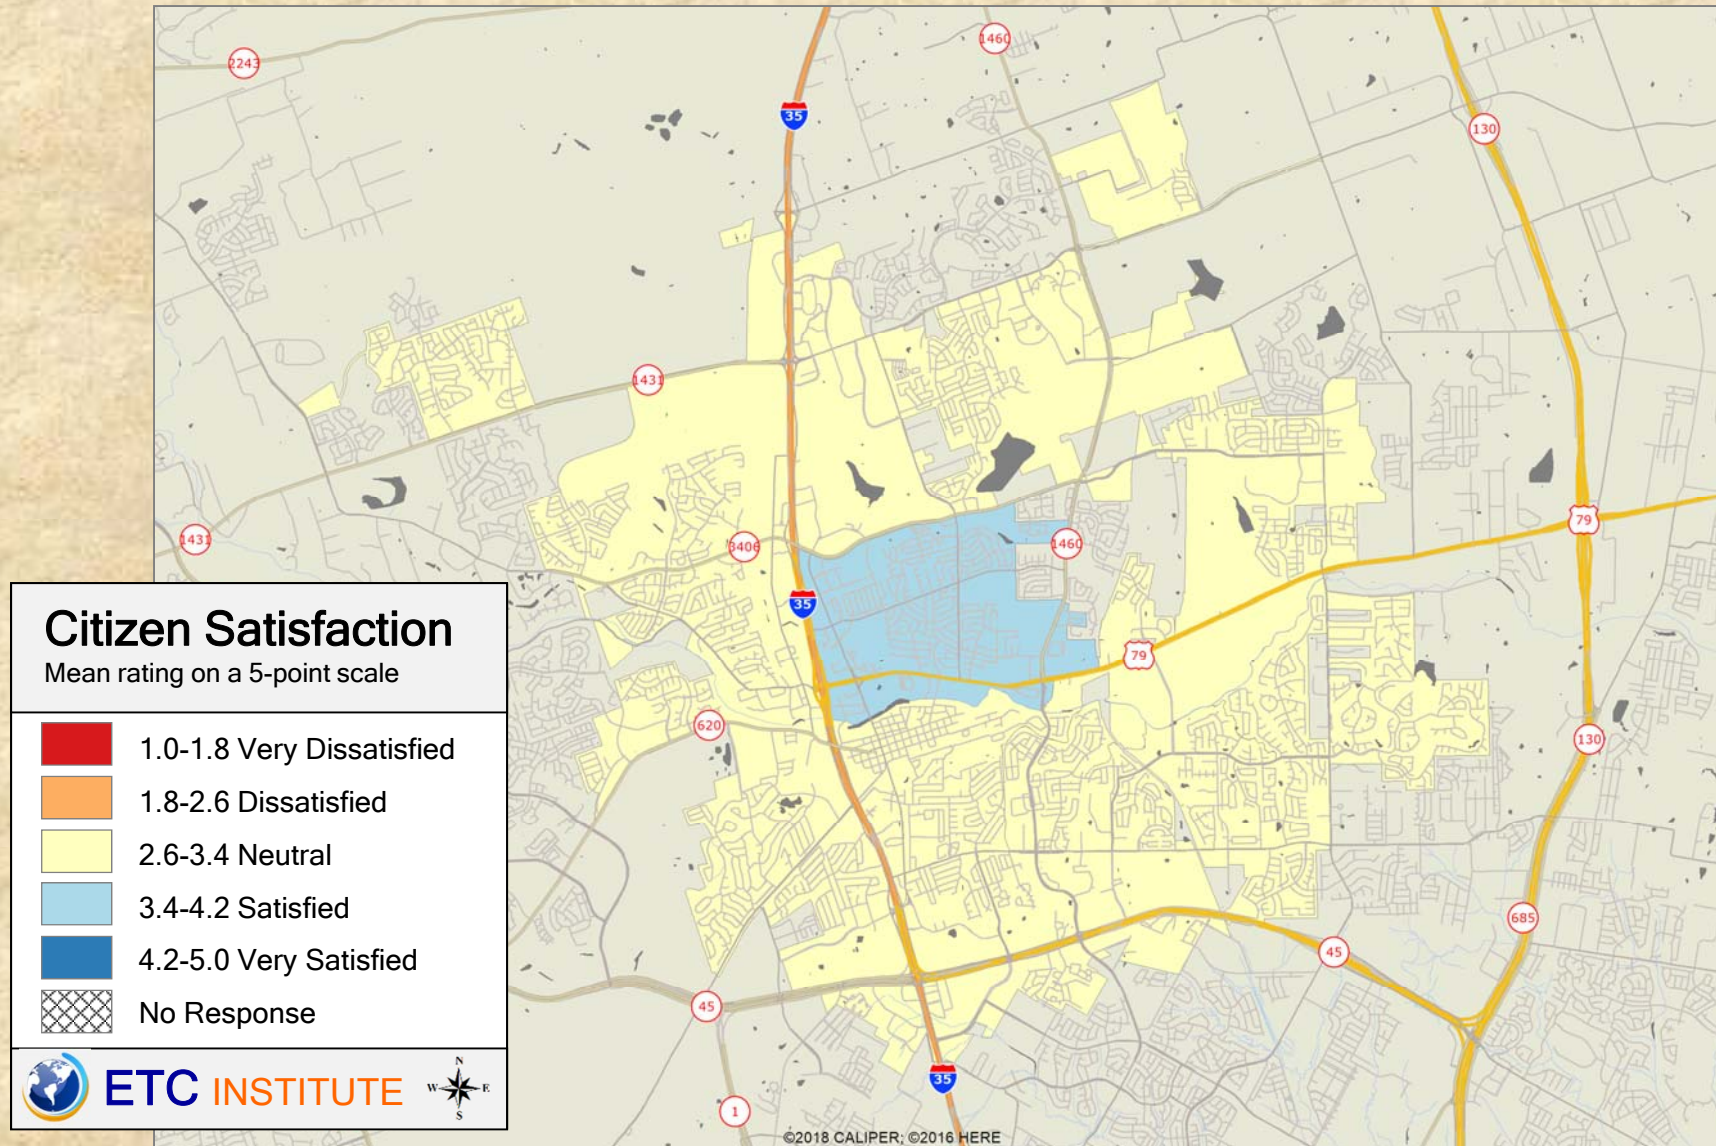 2243
1460
35
130
1431
79
1431
3406
1460
35
79
Citizen Satisfaction
Mean rating on a 5-point scale
620
130
1.0-1.8 Very Dissatisfied
1.8-2.6 Dissatisfied
2.6-3.4 Neutral
3.4-4.2 Satisfied
4.2-5.0 Very Satisfied
No Response
685
45
45
ETC INSTITUTE
N
W E
S
35
1
©2018 CALIPER; ©2016 HERE